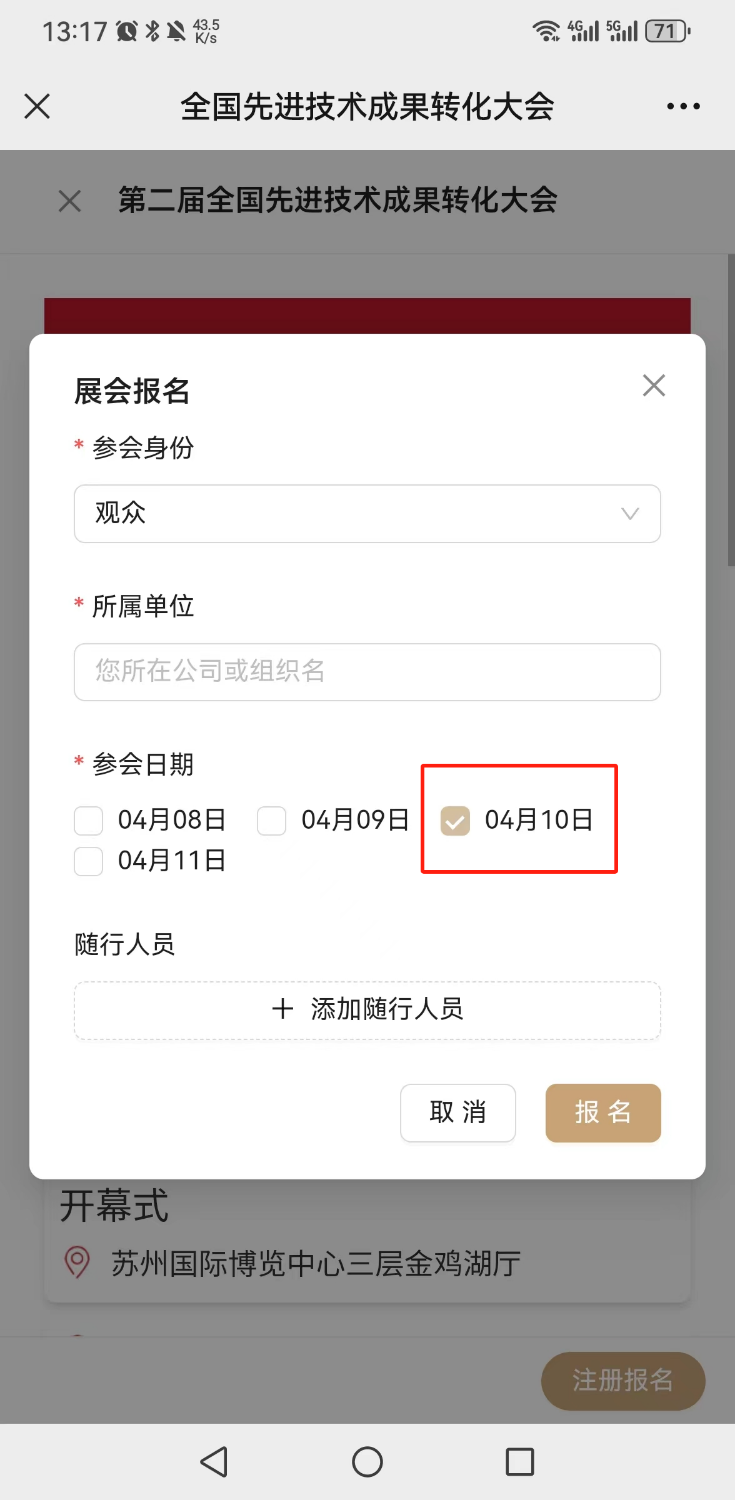 13:17 43.5 K/s 4G 5G 71
全国先进技术成果转化大会
第二届全国先进技术成果转化大会
展会报名
* 参会身份
观众
* 所属单位
您所在公司或组织名
* 参会日期
04月08日 04月09日 04月10日
04月11日
随行人员
+ 添加随行人员
取 消 报 名
开幕式
苏州国际博览中心三层金鸡湖厅
注册报名